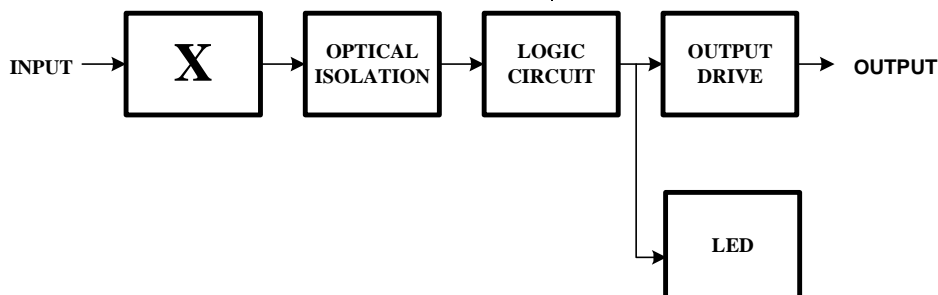 INPUT
X
OPTICAL
ISOLATION
LOGIC
CIRCUIT
OUTPUT
DRIVE
OUTPUT
LED